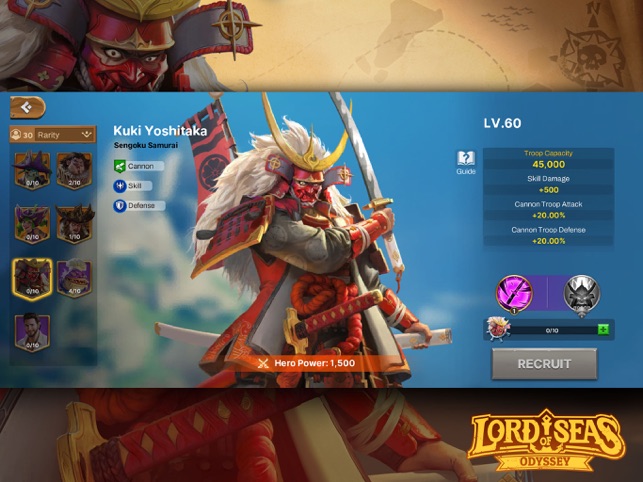 30 Rarity
0/10
2/10
0/10
1/10
0/10
4/10
0/10
Kuki Yoshitaka
Sengoku Samurai
Cannon
Skill
Defense
Hero Power: 1,500
LV.60
Guide
Troop Capacity
45,000
Skill Damage
+500
Cannon Troop Attack
+20.00%
Cannon Troop Defense
+20.00%
1
0/10
RECRUIT
N
LORD OF SEAS
ODYSSEY